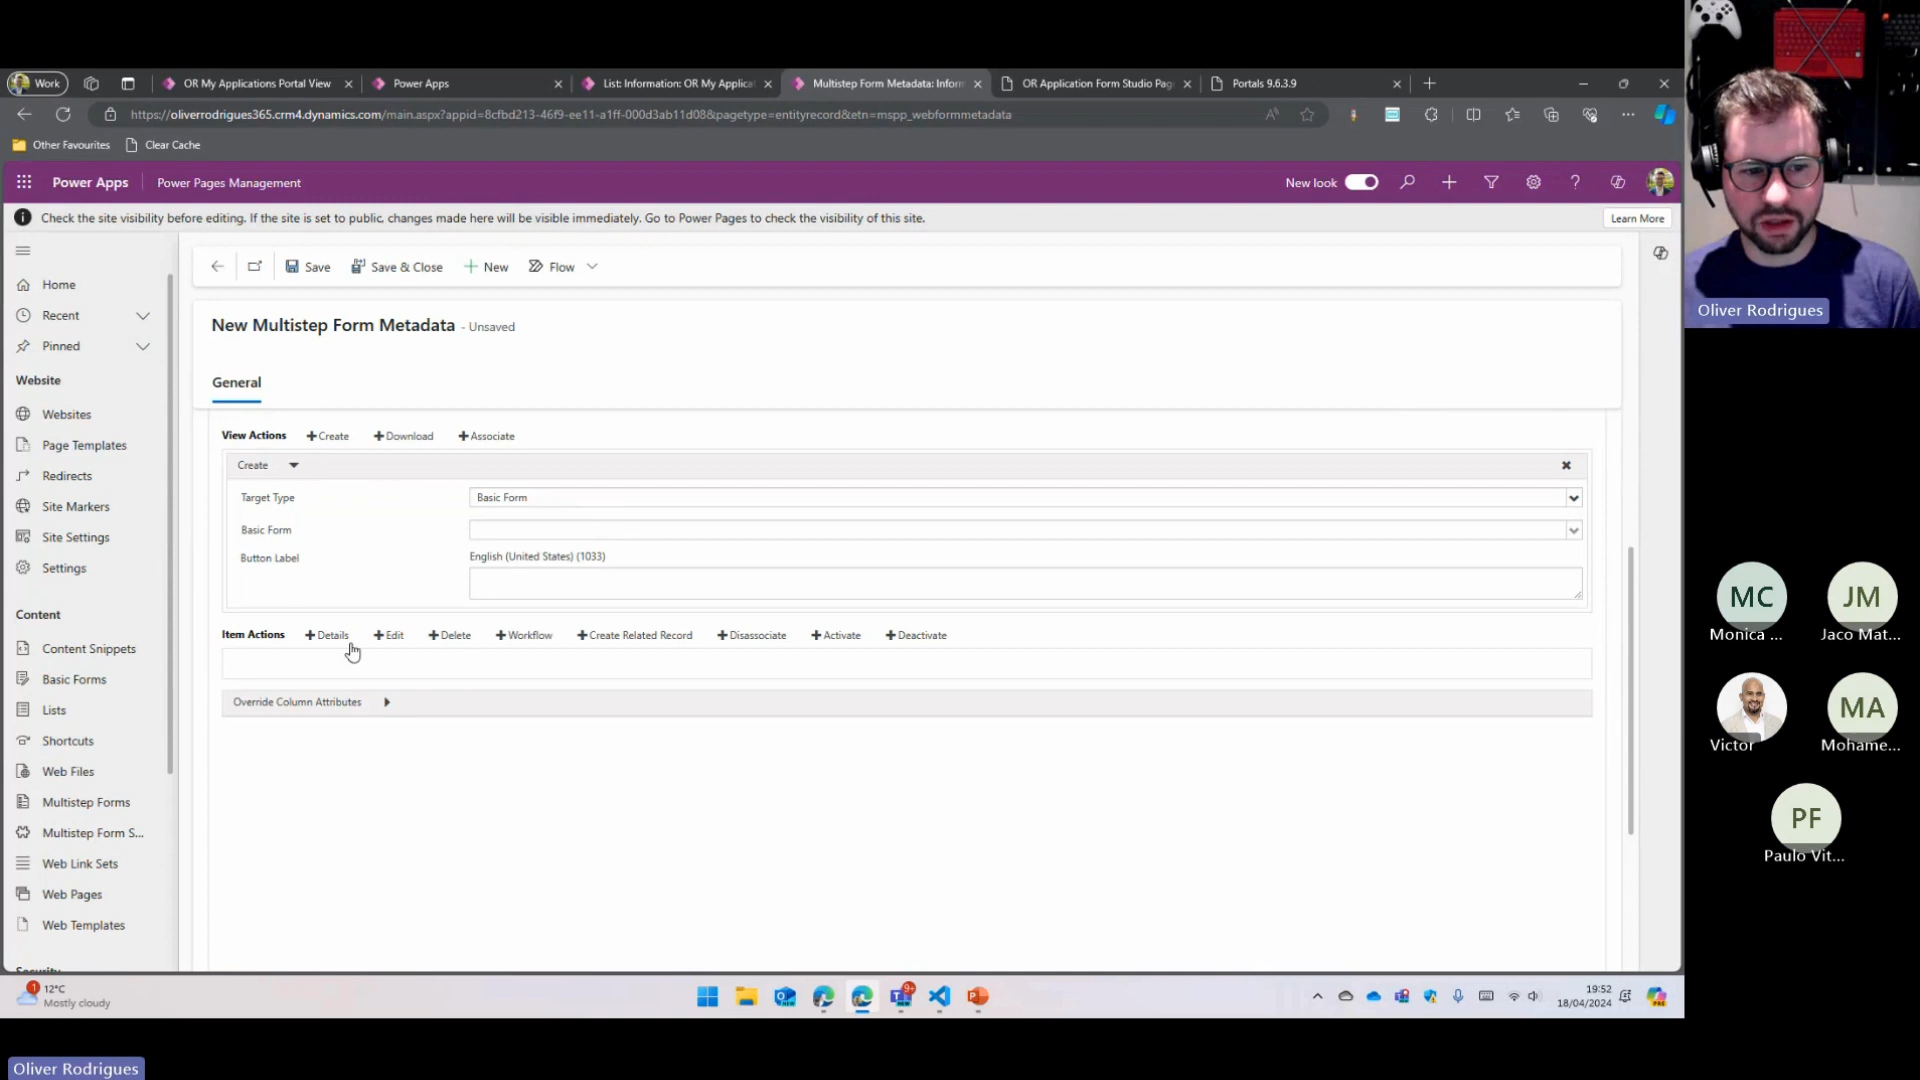 Work
OR My Applications Portal View
Power Apps
List: Information: OR My Applicat
Multistep Form Metadata: Inform
OR Application Form Studio Pag
Portals 9.6.3.9
https://oliverrodrigues365.crm4.dynamics.com/main.aspx?appid=8cfbd213-46f9-ee11-a1ff-000d3ab11d08&pagetype=entityrecord&etn=mspp_webformmetadata
Other Favourites
Clear Cache
Power Apps
Power Pages Management
New look
Check the site visibility before editing. If the site is set to public, changes made here will be visible immediately. Go to Power Pages to check the visibility of this site.
Learn More
Home
Recent
Pinned
Website
Websites
Page Templates
Redirects
Site Markers
Site Settings
Settings
Content
Content Snippets
Basic Forms
Lists
Shortcuts
Web Files
Multistep Forms
Multistep Form S...
Web Link Sets
Web Pages
Web Templates
Save
Save & Close
New
Flow
New Multistep Form Metadata - Unsaved
General
View Actions
Create
Download
Associate
Create
Target Type
Basic Form
Basic Form
Button Label
English (United States) (1033)
Item Actions
Details
Edit
Delete
Workflow
Create Related Record
Disassociate
Activate
Deactivate
Override Column Attributes
Oliver Rodrigues
MC
Monica ...
JM
Jaco Mat...
Victor
MA
Mohame...
PF
Paulo Vit...
1
12°C
Mostly cloudy
19:52
18/04/2024
Oliver Rodrigues